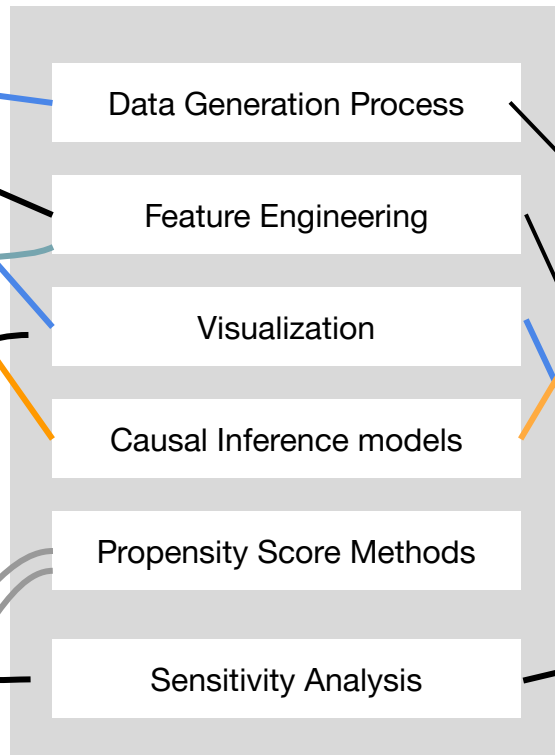 Data Generation Process
Feature Engineering
Visualization
Causal Inference models
Propensity Score Methods
Sensitivity Analysis